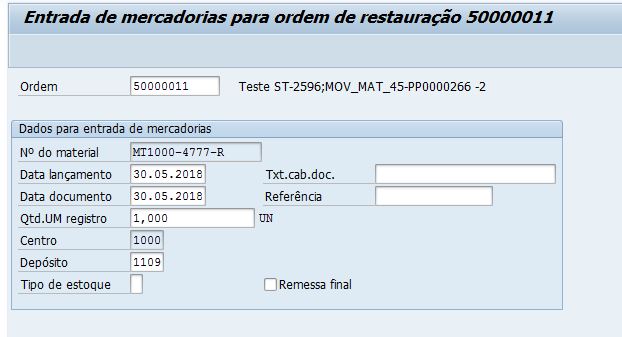 Entrada de mercadorias para ordem de restauração 50000011
Ordem 50000011 Teste ST-2596;MOV_MAT_45-PP0000266 -2
Dados para entrada de mercadorias
Nº do material MT1000-4777-R
Data lançamento 30.05.2018 Txt.cab.doc.
Data documento 30.05.2018 Referência
Qtd.UM registro 1,000 UN
Centro 1000
Depósito 1109
Tipo de estoque Remessa final